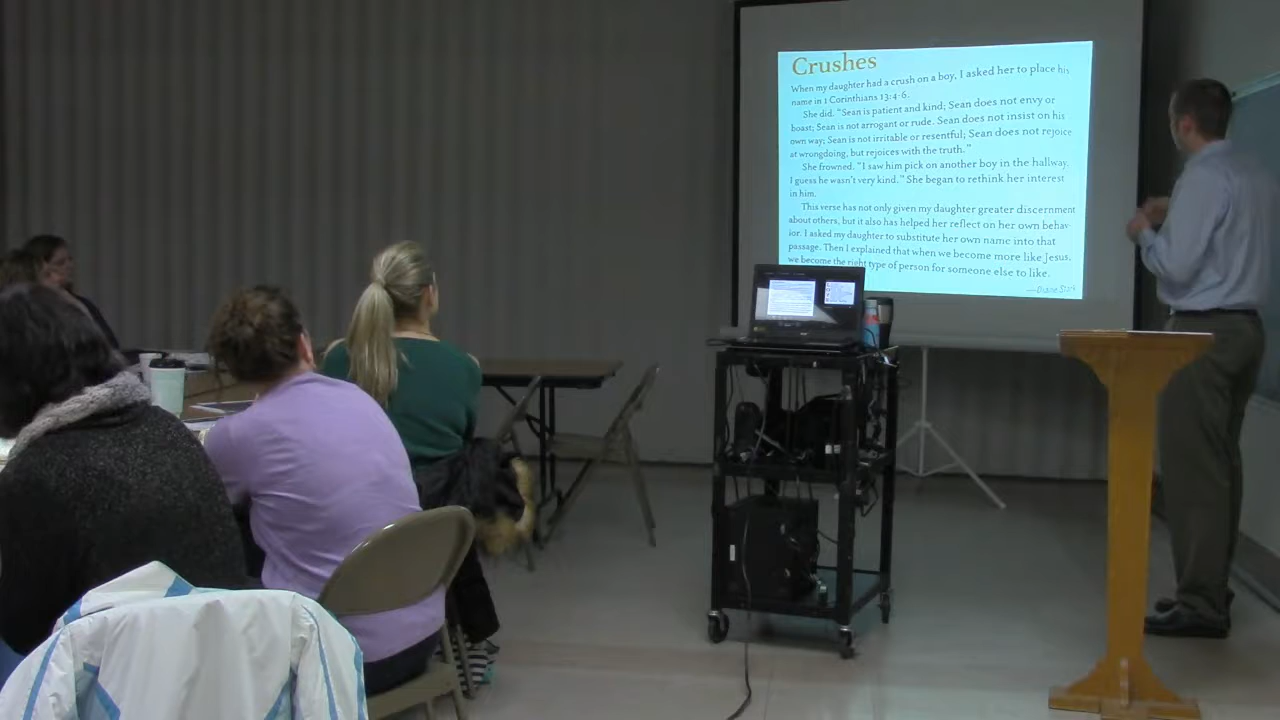 Crushes
When my daughter had a crush on a boy, I asked her to place his
name in 1 Corinthians 13:4-6.
She did. "Sean is patient and kind; Sean does not envy or
boast; Sean is not arrogant or rude. Sean does not insist on his
own way; Sean is not irritable or resentful; Sean does not rejoice
at wrongdoing, but rejoices with the truth."
She frowned. "I saw him pick on another boy in the hallway.
I guess he wasn't very kind." She began to rethink her interest
in him.
This verse has not only given my daughter greater discernment
about others, but it also has helped her reflect on her own behav-
ior. I asked my daughter to substitute her own name into that
passage. Then I explained that when we become more like Jesus,
we become the right type of person for someone else to like.
—Diane Stark